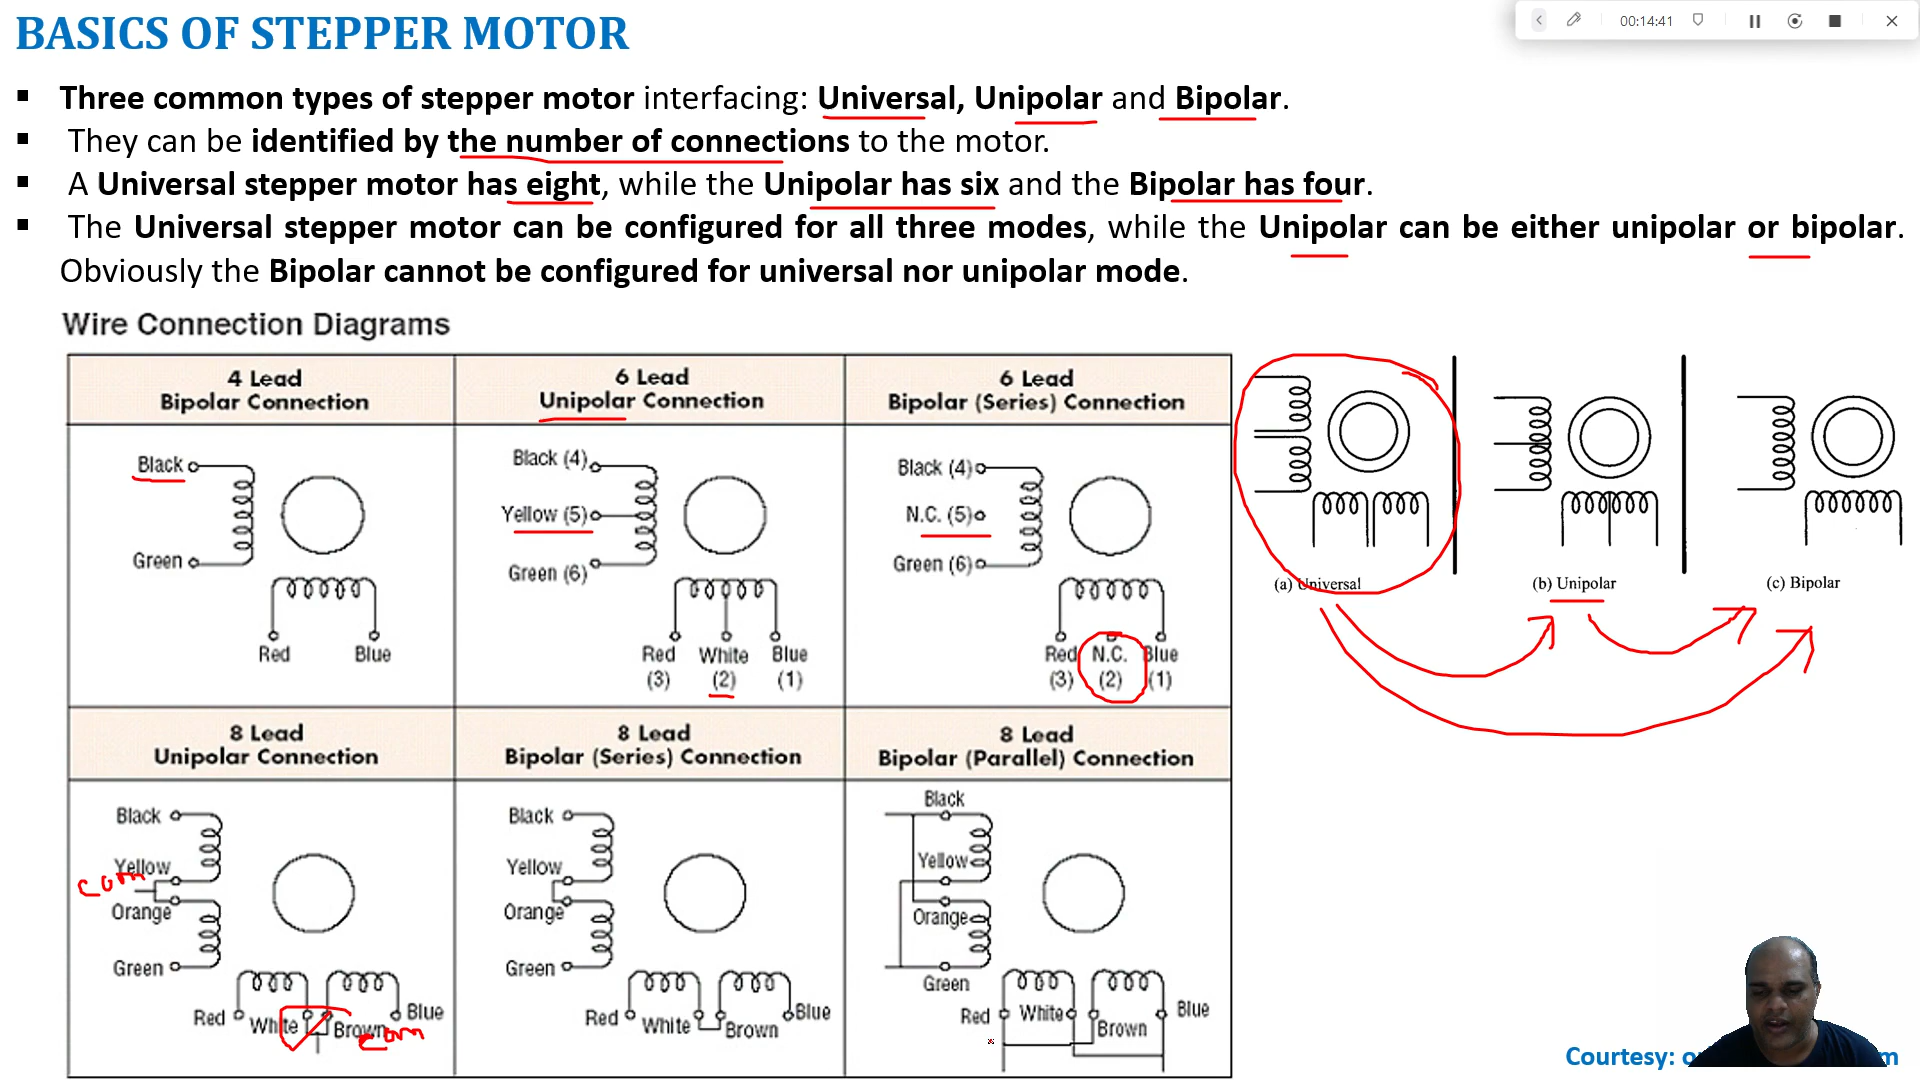 BASICS OF STEPPER MOTOR
00:14:41
▪ Three common types of stepper motor interfacing: Universal, Unipolar and Bipolar.
▪ They can be identified by the number of connections to the motor.
▪ A Universal stepper motor has eight, while the Unipolar has six and the Bipolar has four.
▪ The Universal stepper motor can be configured for all three modes, while the Unipolar can be either unipolar or bipolar.
Obviously the Bipolar cannot be configured for universal nor unipolar mode.
Wire Connection Diagrams
4 Lead
Bipolar Connection
Black
Green
Red Blue
6 Lead
Unipolar Connection
Black (4)
Yellow (5)
Green (6)
Red White Blue
(3) (2) (1)
6 Lead
Bipolar (Series) Connection
Black (4)
N.C. (5)
Green (6)
Red N.C. Blue
(3) (2) (1)
(a) Universal
(b) Unipolar
(c) Bipolar
8 Lead
Unipolar Connection
Black
Yellow
com
Orange
Green
Red White Brown Blue
com
8 Lead
Bipolar (Series) Connection
Black
Yellow
Orange
Green
Red White Brown Blue
8 Lead
Bipolar (Parallel) Connection
Black
Yellow
Orange
Green
Red White Brown Blue
Courtesy: